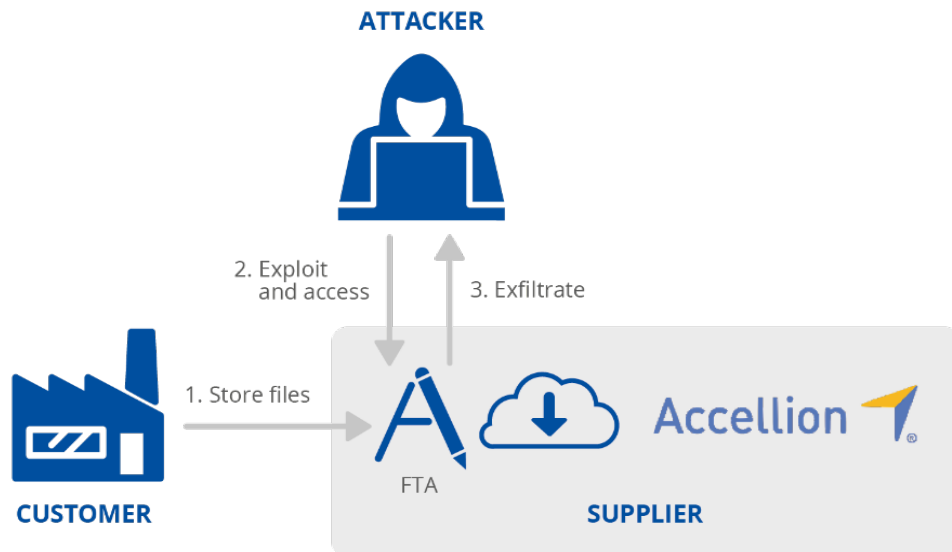 ATTACKER
2. Exploit
and access
3. Exfiltrate
1. Store files
Accellion
®
FTA
CUSTOMER
SUPPLIER